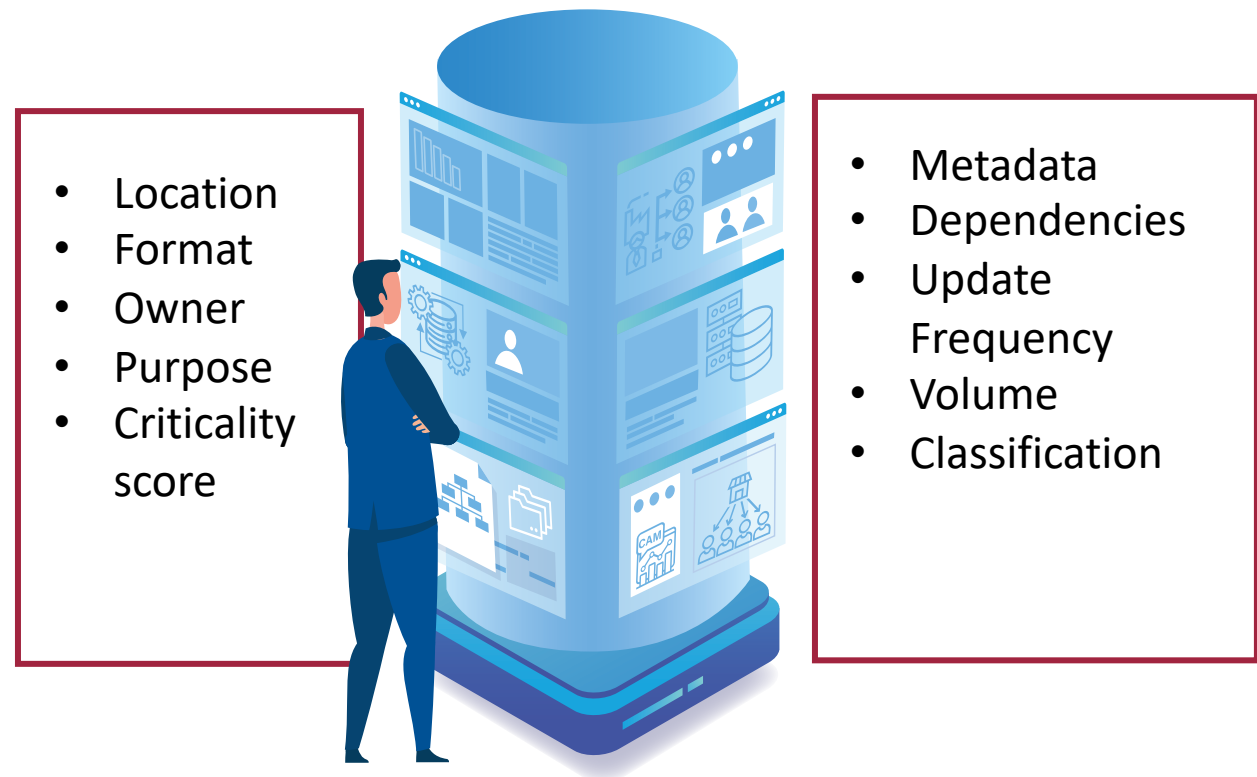 • Location
• Format
• Owner
• Purpose
• Criticality
score
• Metadata
• Dependencies
• Update
Frequency
• Volume
• Classification
CAM